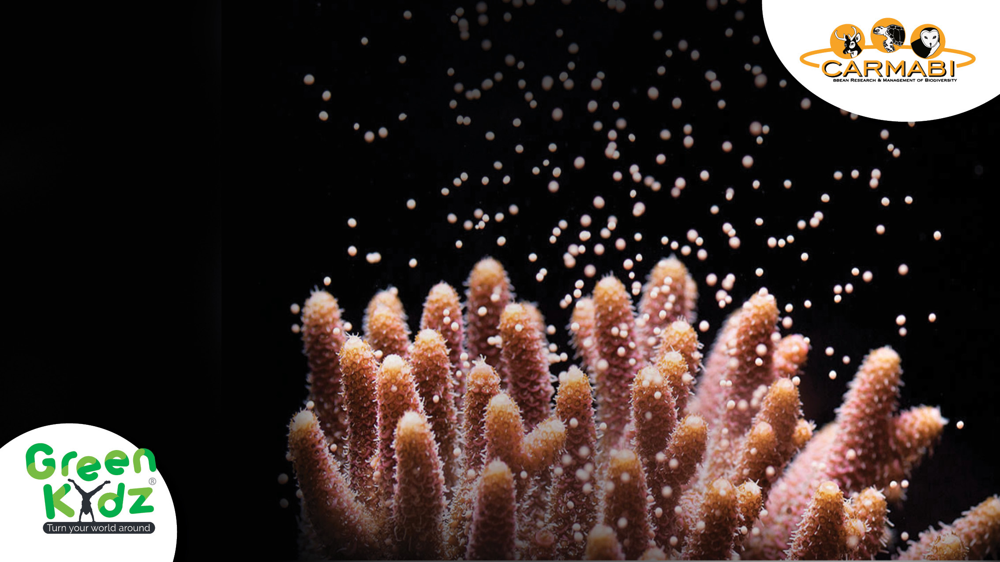 CARMABI
BBEAN RESEARCH & MANAGEMENT OF BIODIVERSITY
Green
Kidz®
Turn your world around